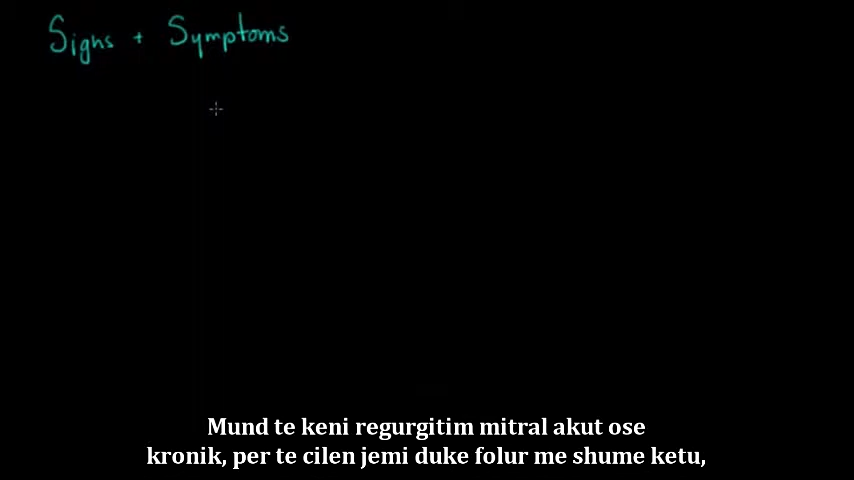 Signs + Symptoms
Mund te keni regurgitim mitral akut ose
kronik, per te cilen jemi duke folur me shume ketu,